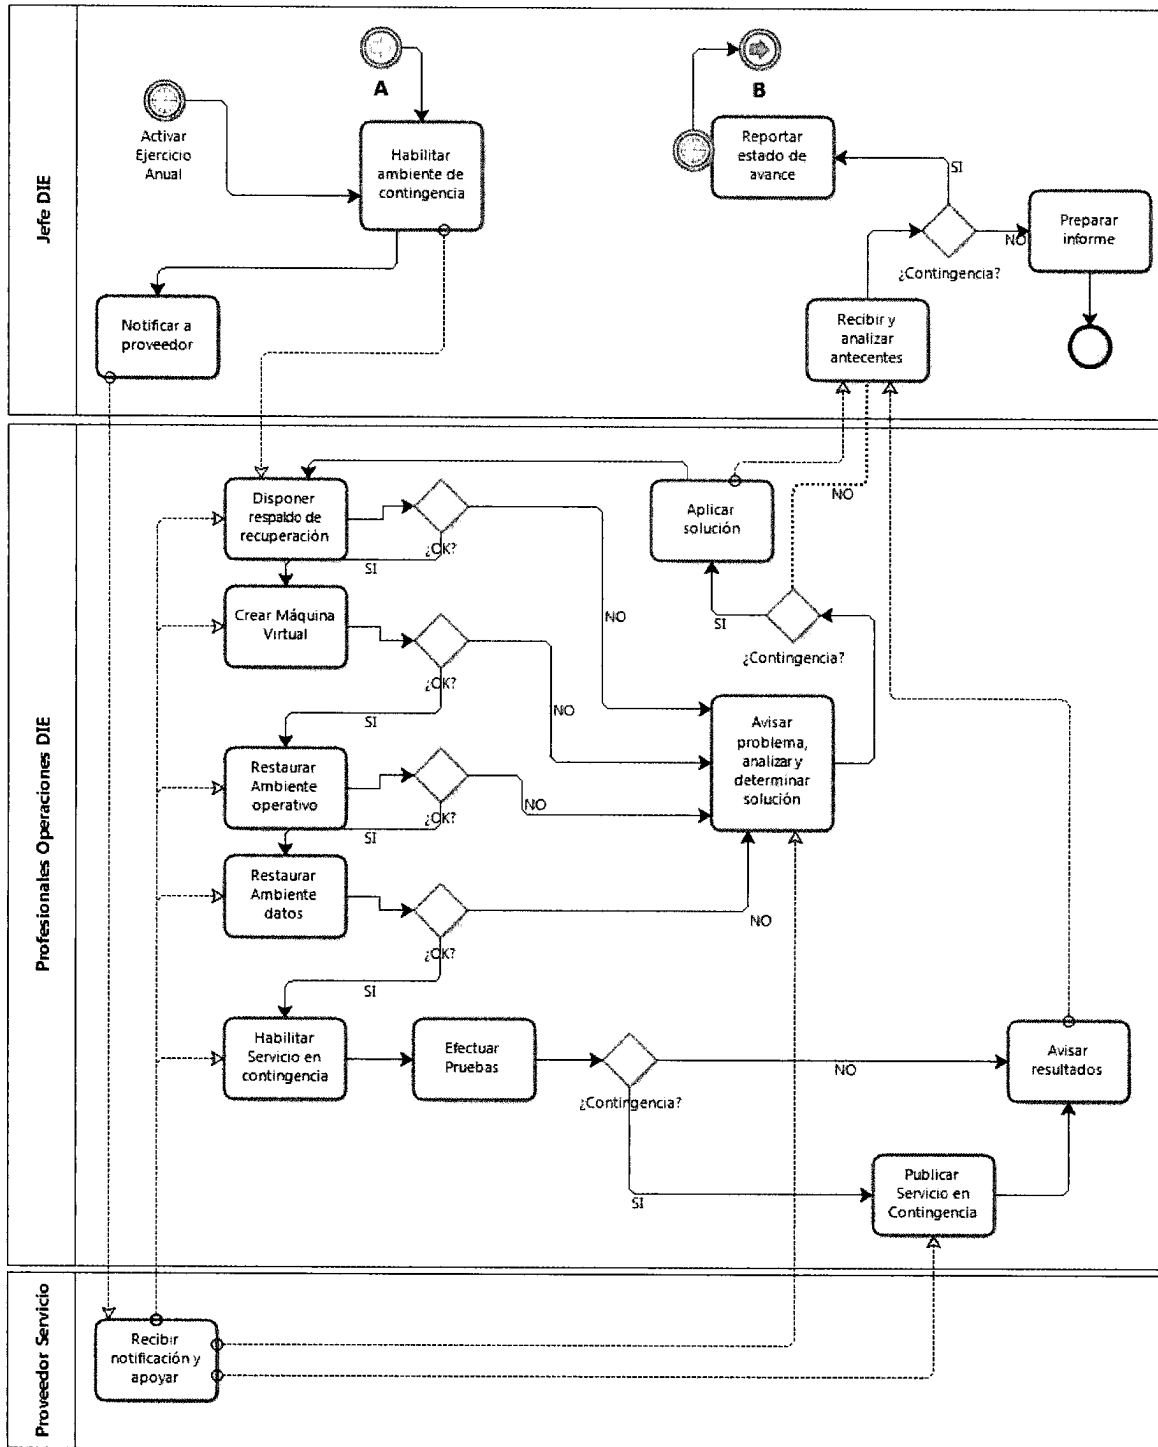 Jefe DIE
A
B
Activar
Ejercicio
Anual
Habilitar
ambiente de
contingencia
Reportar
estado de
avance
SI
NO
¿Contingencia?
Preparar
informe
Notificar a
proveedor
Recibir y
analizar
antecentes
Profesionales Operaciones DIE
Disponer
respaldo de
recuperación
¿OK?
SI
NO
Aplicar
solución
NO
Crear Máquina
Virtual
¿OK?
SI
NO
SI
¿Contingencia?
Avisar
problema,
analizar y
determinar
solución
Restaurar
Ambiente
operativo
¿OK?
SI
NO
Restaurar
Ambiente
datos
¿OK?
SI
NO
Habilitar
Servicio en
contingencia
Efectuar
Pruebas
¿Contingencia?
NO
SI
Avisar
resultados
Publicar
Servicio en
Contingencia
Proveedor Servicio
Recibir
notificación y
apoyar